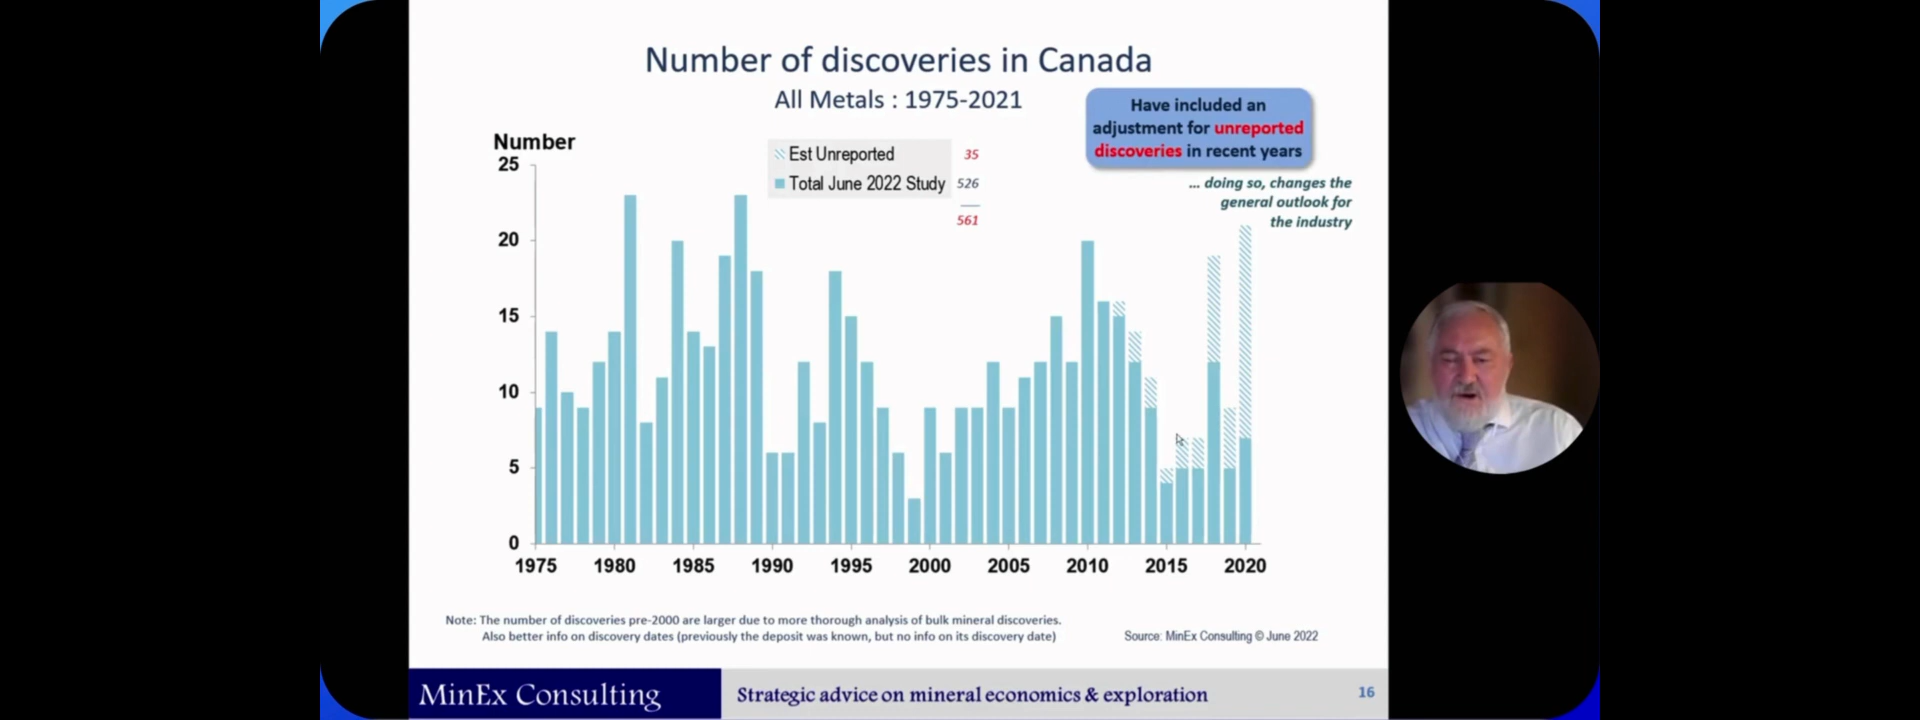 Number of discoveries in Canada
All Metals : 1975-2021
Have included an
adjustment for unreported
discoveries in recent years
... doing so, changes the
general outlook for
the industry
Number
Est Unreported 35
Total June 2022 Study 526
561
25
20
15
10
5
0
1975 1980 1985 1990 1995 2000 2005 2010 2015 2020
Note: The number of discoveries pre-2000 are larger due to more thorough analysis of bulk mineral discoveries.
Also better info on discovery dates (previously the deposit was known, but no info on its discovery date)
Source: MinEx Consulting © June 2022
MinEx Consulting
Strategic advice on mineral economics & exploration
16